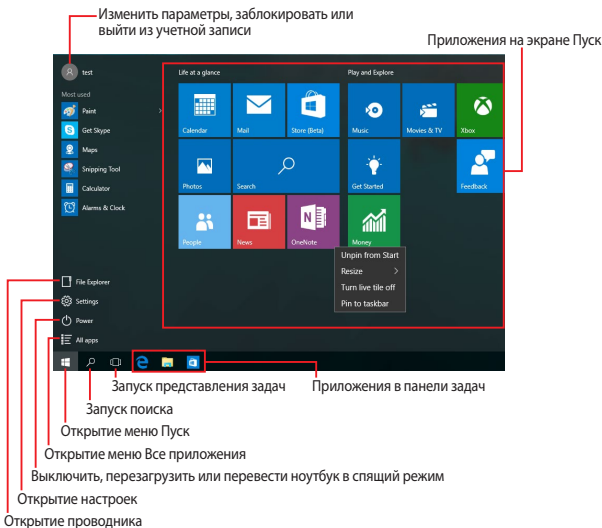 Изменить параметры, заблокировать или
выйти из учетной записи
Приложения на экране Пуск
test
Life at a glance
Play and Explore
Most used
Paint
Get Skype
Maps
Snipping Tool
Calculator
Alarms & Clock
Calendar
Mail
Store (Beta)
Music
Movies & TV
Xbox
Photos
Search
Get Started
Feedback
People
News
OneNote
Money
Unpin from Start
Resize
Turn live tile off
Pin to taskbar
File Explorer
Settings
Power
All apps
Запуск представления задач
Приложения в панели задач
Запуск поиска
Открытие меню Пуск
Открытие меню Все приложения
Выключить, перезагрузить или перевести ноутбук в спящий режим
Открытие настроек
Открытие проводника